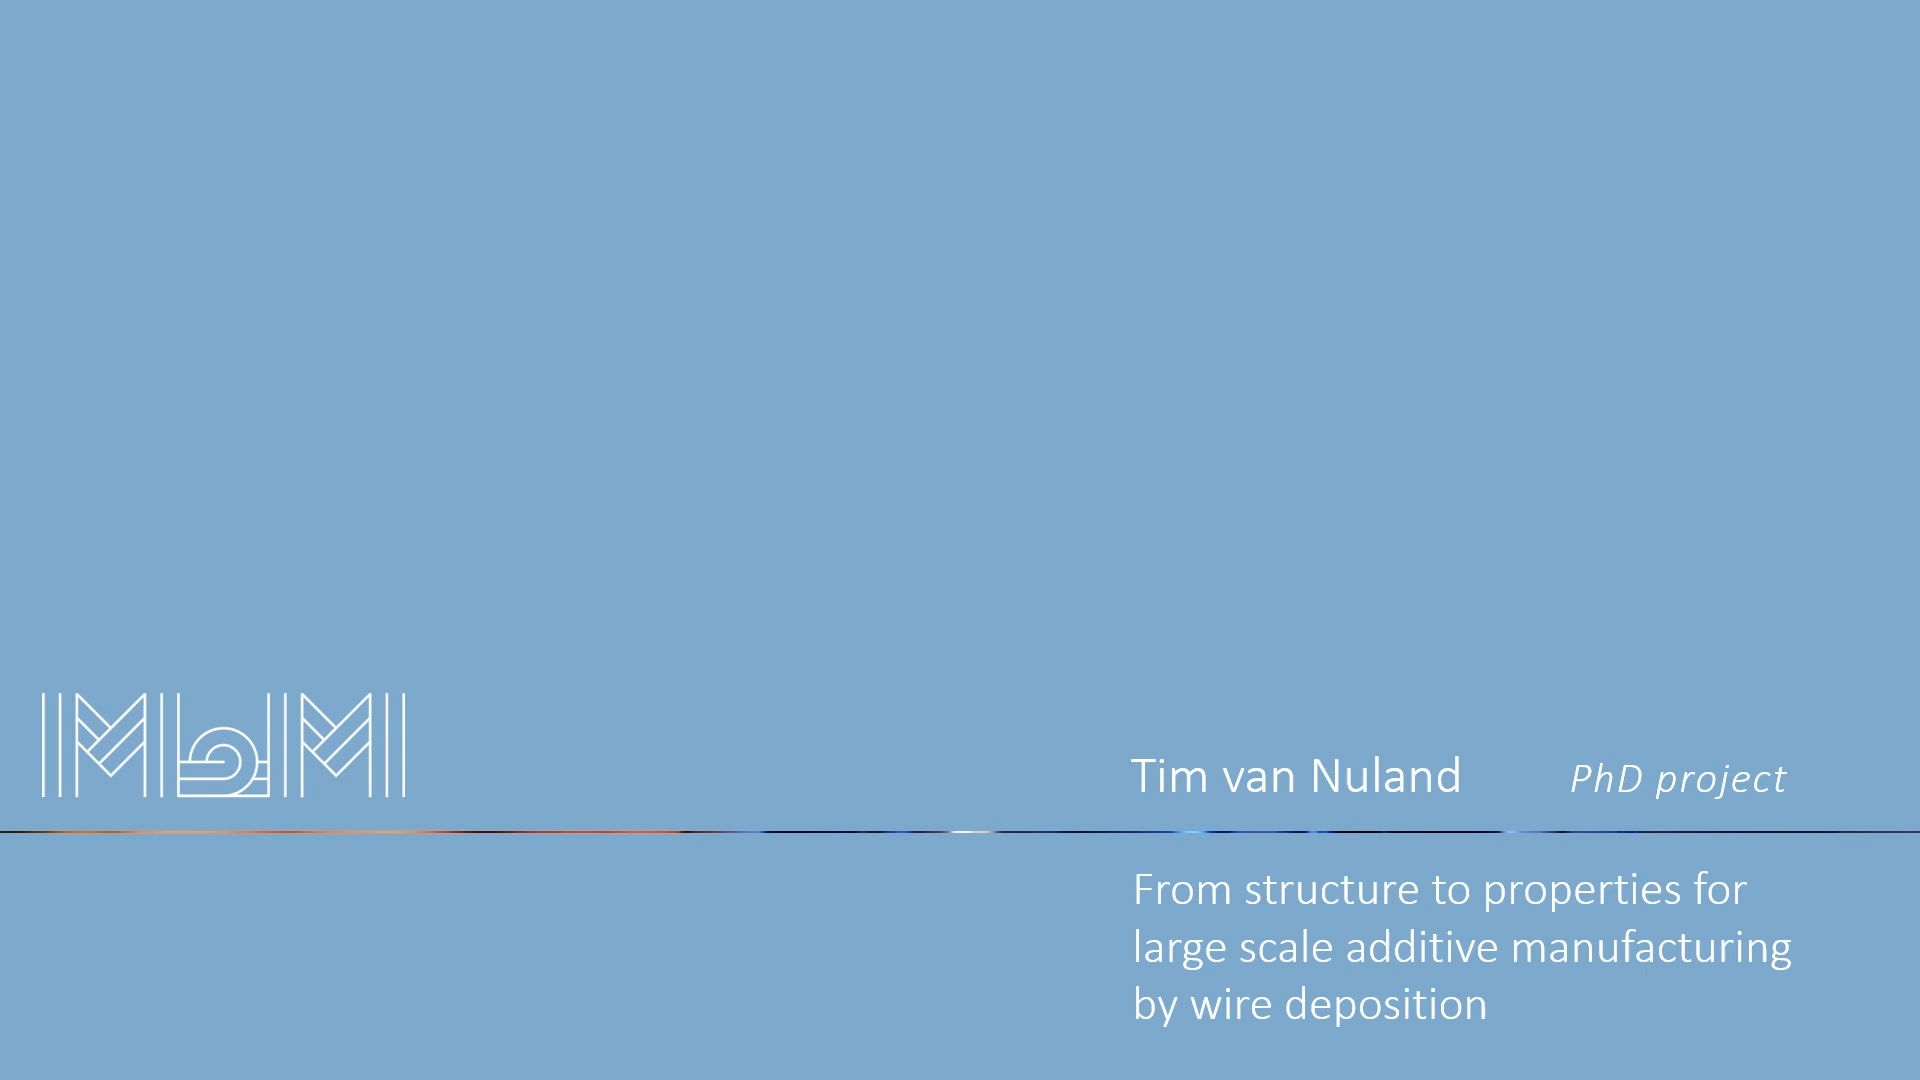 Tim van Nuland PhD project
From structure to properties for
large scale additive manufacturing
by wire deposition